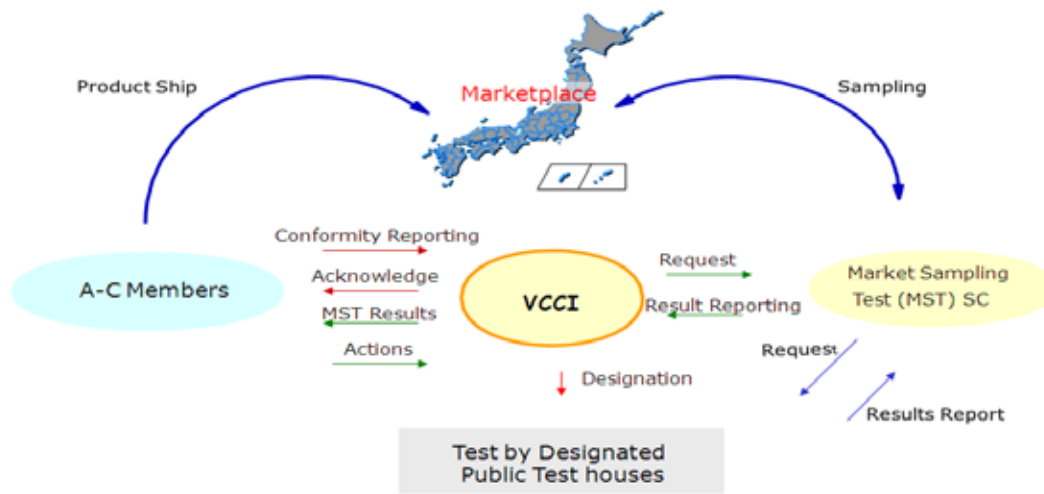 Product Ship
Marketplace
Sampling
Conformity Reporting
Acknowledge
MST Results
Actions
A-C Members
VCCI
Request
Result Reporting
Market Sampling
Test (MST) SC
Request
Results Report
Designation
Test by Designated
Public Test houses